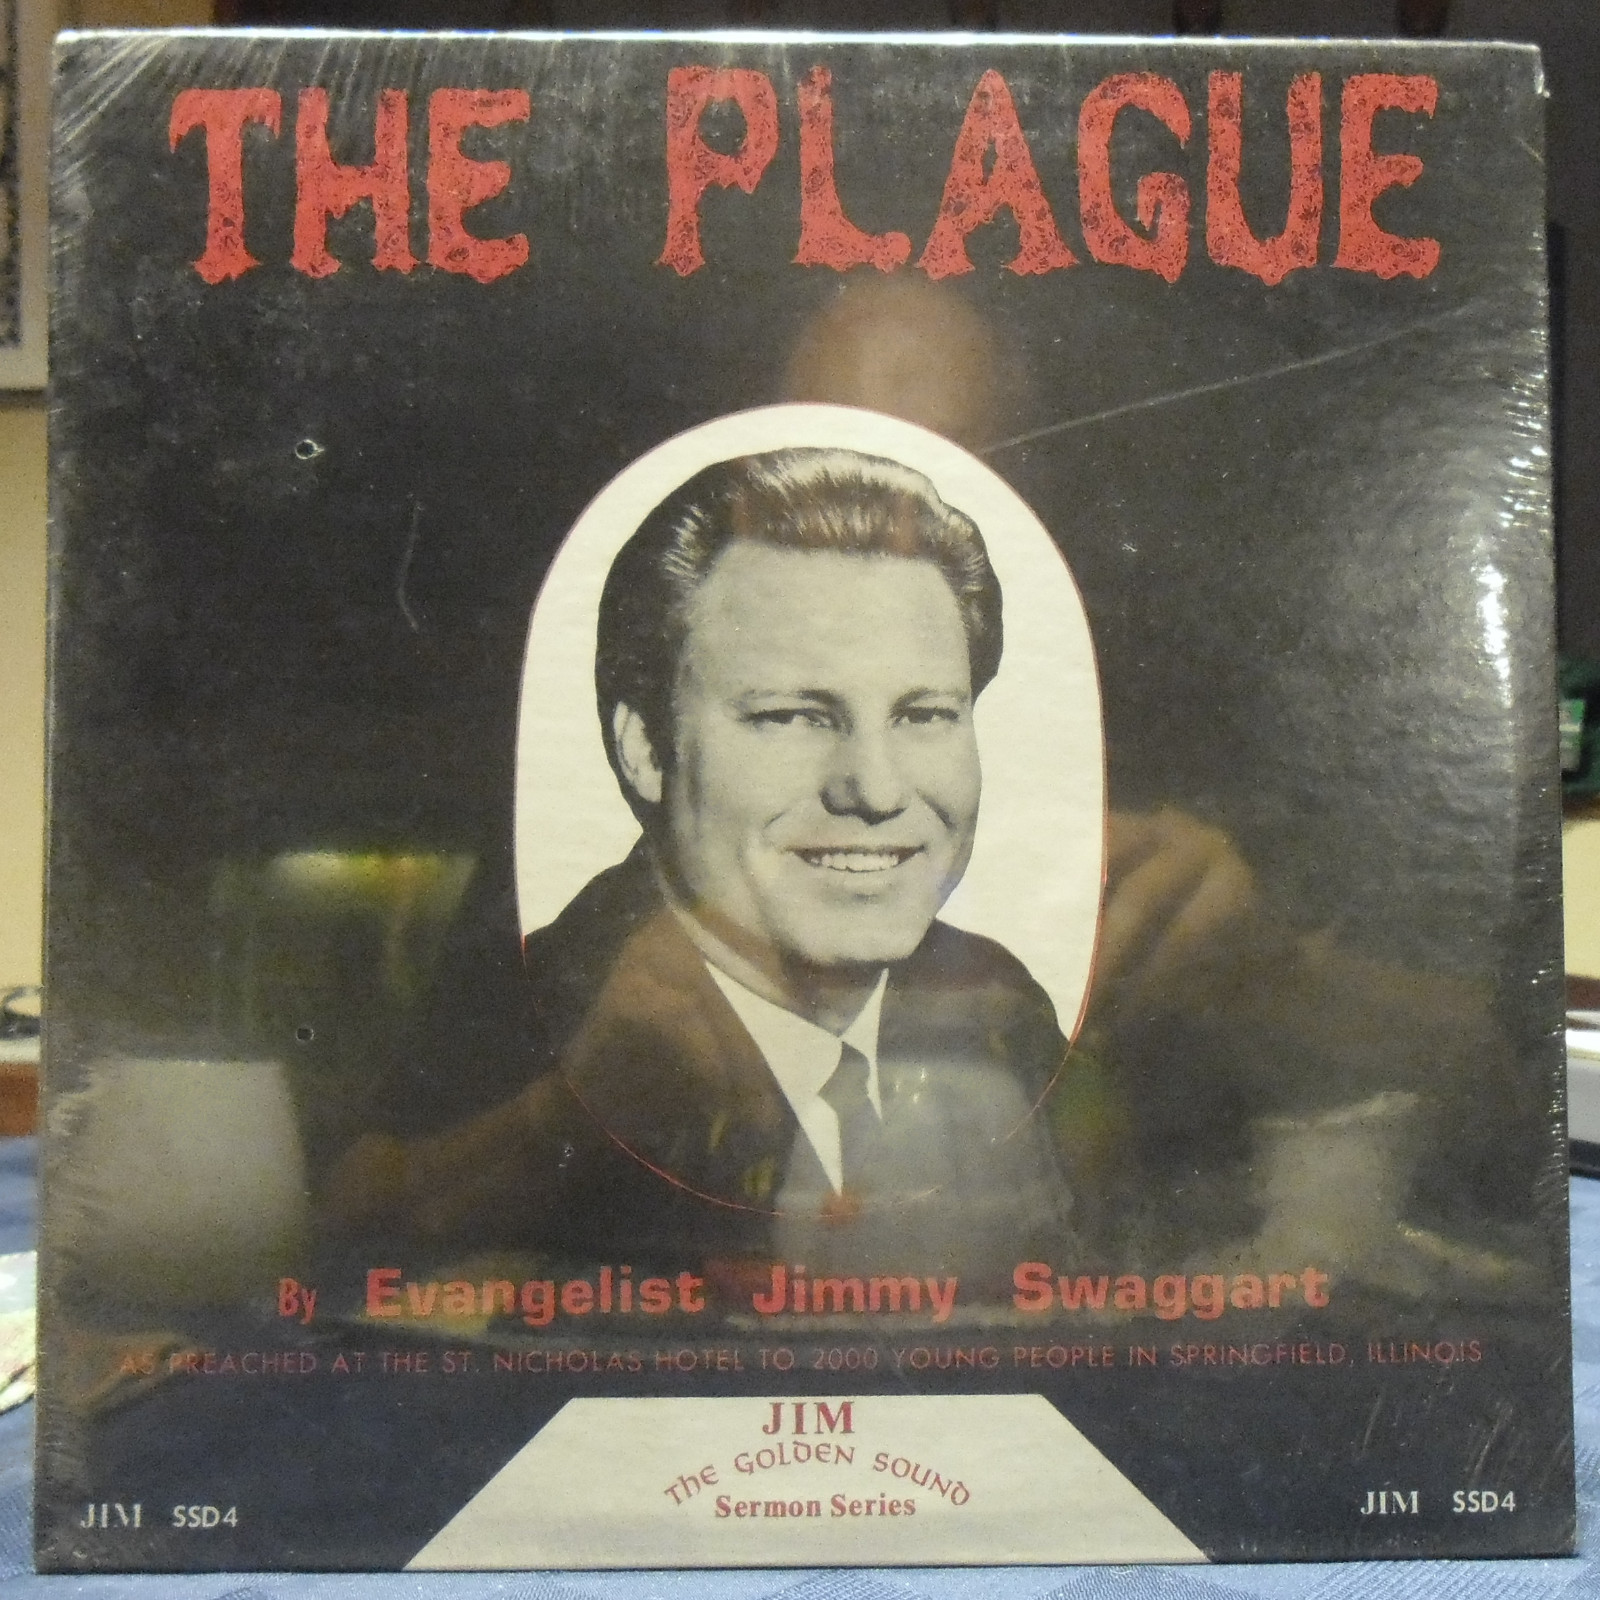 THE PLAGUE
By Evangelist Jimmy Swaggart
AS PREACHED AT THE ST. NICHOLAS HOTEL TO 2000 YOUNG PEOPLE IN SPRINGFIELD, ILLINOIS
JIM
THE GOLDEN SOUND
Sermon Series
JIM SSD4
JIM SSD4